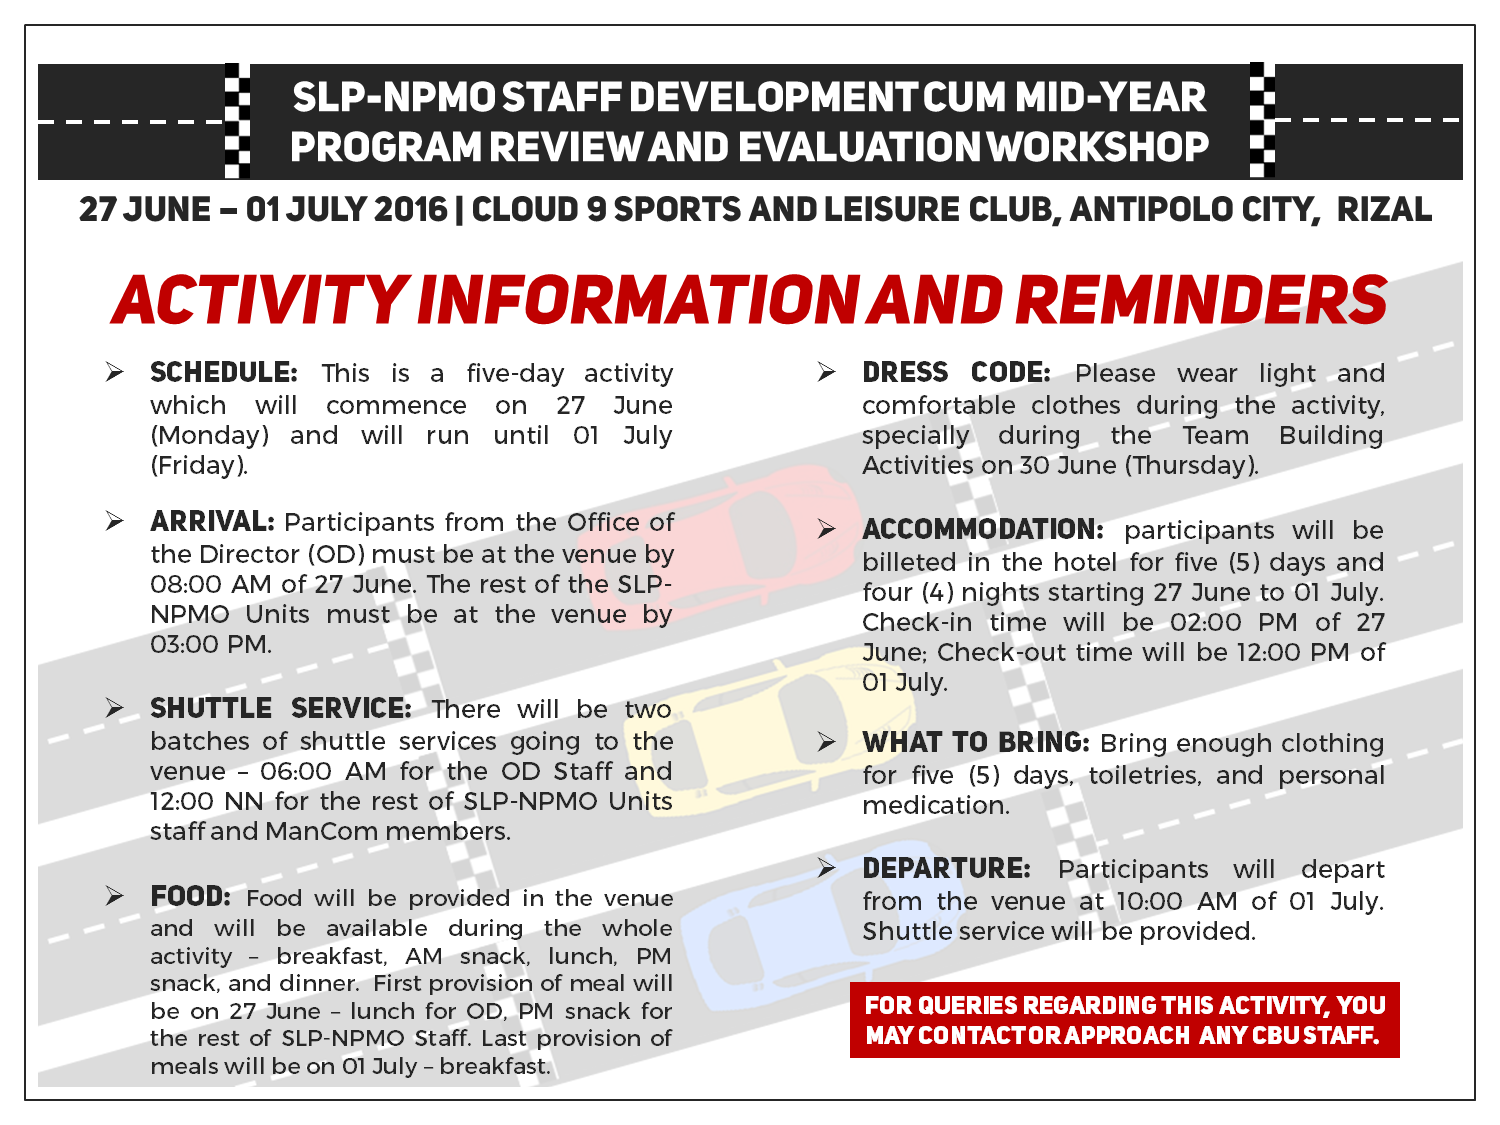 SLP-NPMO STAFF DEVELOPMENT CUM MID-YEAR
PROGRAM REVIEW AND EVALUATION WORKSHOP
27 JUNE – 01 JULY 2016 | CLOUD 9 SPORTS AND LEISURE CLUB, ANTIPOLO CITY, RIZAL
ACTIVITY INFORMATION AND REMINDERS
➢ SCHEDULE: This is a five-day activity
which will commence on 27 June
(Monday) and will run until 01 July
(Friday).
➢ ARRIVAL: Participants from the Office of
the Director (OD) must be at the venue by
08:00 AM of 27 June. The rest of the SLP-
NPMO Units must be at the venue by
03:00 PM.
➢ SHUTTLE SERVICE: There will be two
batches of shuttle services going to the
venue – 06:00 AM for the OD Staff and
12:00 NN for the rest of SLP-NPMO Units
staff and ManCom members.
➢ FOOD: Food will be provided in the venue
and will be available during the whole
activity – breakfast, AM snack, lunch, PM
snack, and dinner. First provision of meal will
be on 27 June – lunch for OD, PM snack for
the rest of SLP-NPMO Staff. Last provision of
meals will be on 01 July – breakfast.
➢ DRESS CODE: Please wear light and
comfortable clothes during the activity,
specially during the Team Building
Activities on 30 June (Thursday).
➢ ACCOMMODATION: participants will be
billeted in the hotel for five (5) days and
four (4) nights starting 27 June to 01 July.
Check-in time will be 02:00 PM of 27
June; Check-out time will be 12:00 PM of
01 July.
➢ WHAT TO BRING: Bring enough clothing
for five (5) days, toiletries, and personal
medication.
➢ DEPARTURE: Participants will depart
from the venue at 10:00 AM of 01 July.
Shuttle service will be provided.
FOR QUERIES REGARDING THIS ACTIVITY, YOU
MAY CONTACT OR APPROACH ANY CBU STAFF.